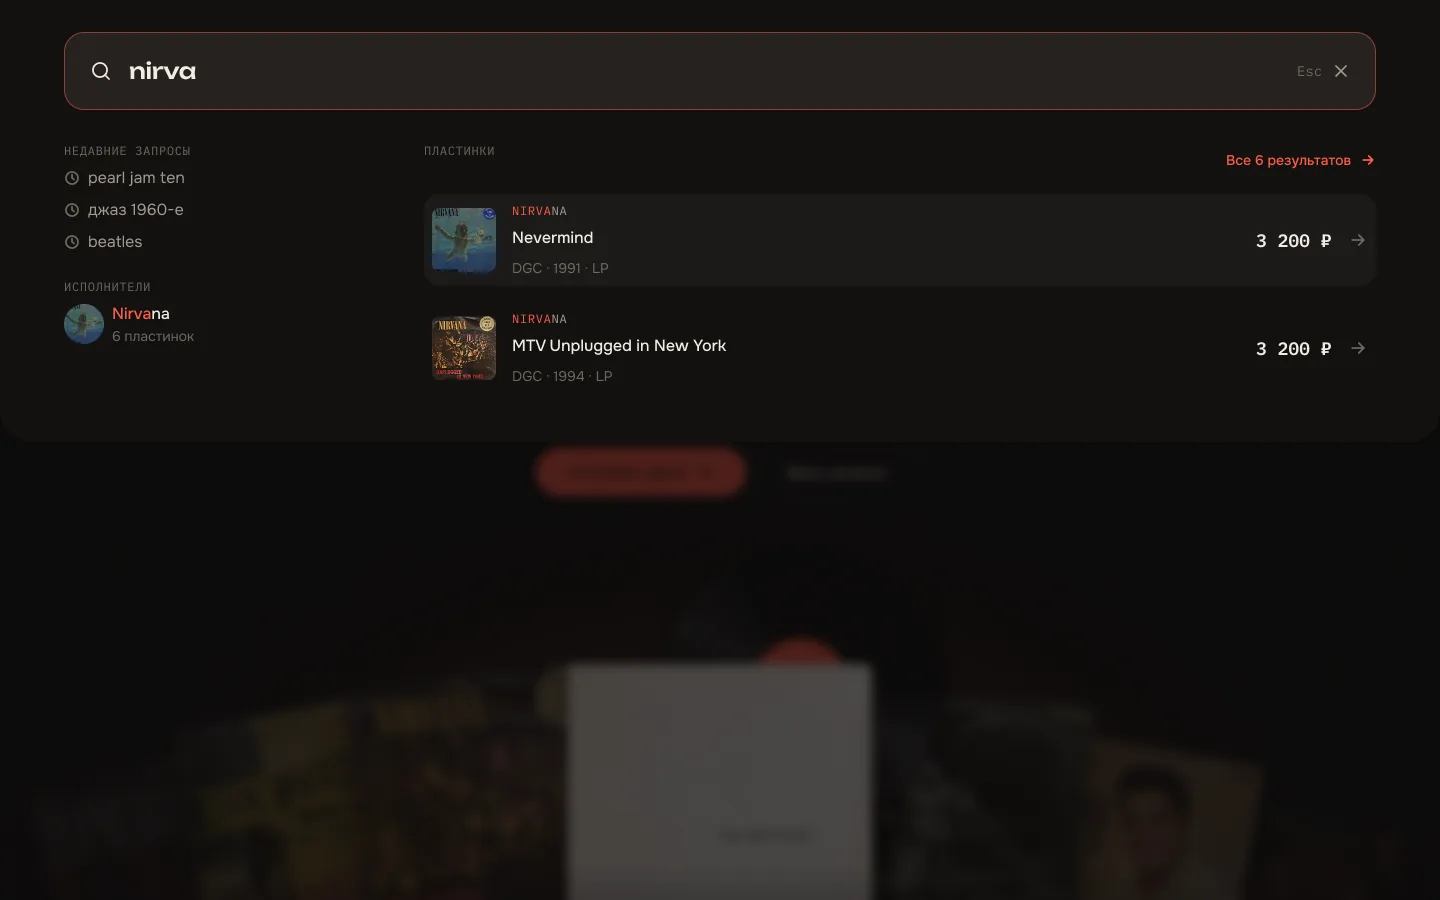 nirva
Esc
НЕДАВНИЕ ЗАПРОСЫ
pearl jam ten
джаз 1960-е
beatles
ИСПОЛНИТЕЛИ
Nirvana
6 пластинок
ПЛАСТИНКИ
Все 6 результатов
NIRVANA
Nevermind
DGC · 1991 · LP
3 200 ₽
NIRVANA
NIRVANA
MTV Unplugged in New York
DGC · 1994 · LP
3 200 ₽